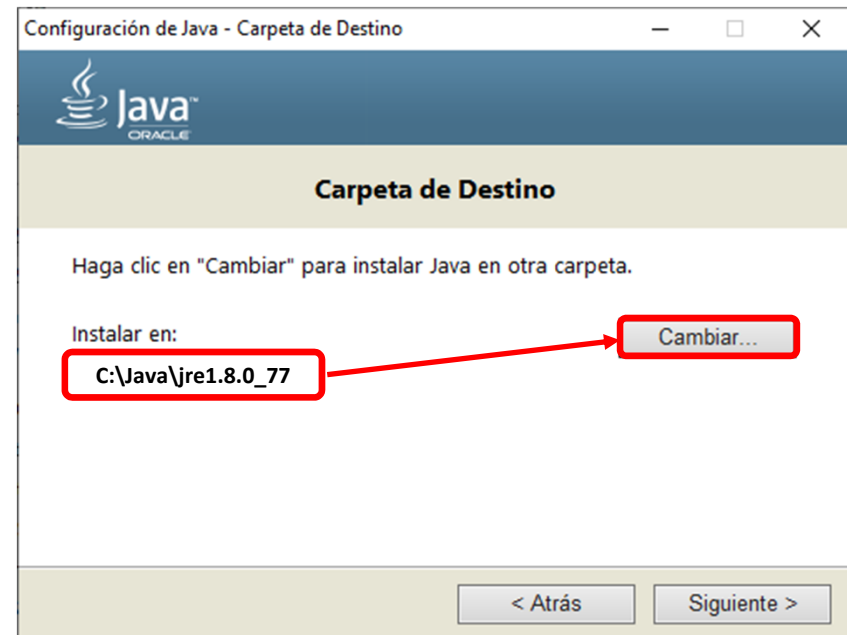 Configuración de Java - Carpeta de Destino
Java™
ORACLE
Carpeta de Destino
Haga clic en "Cambiar" para instalar Java en otra carpeta.
Instalar en:
Cambiar...
C:\Java\jre1.8.0_77
< Atrás
Siguiente >